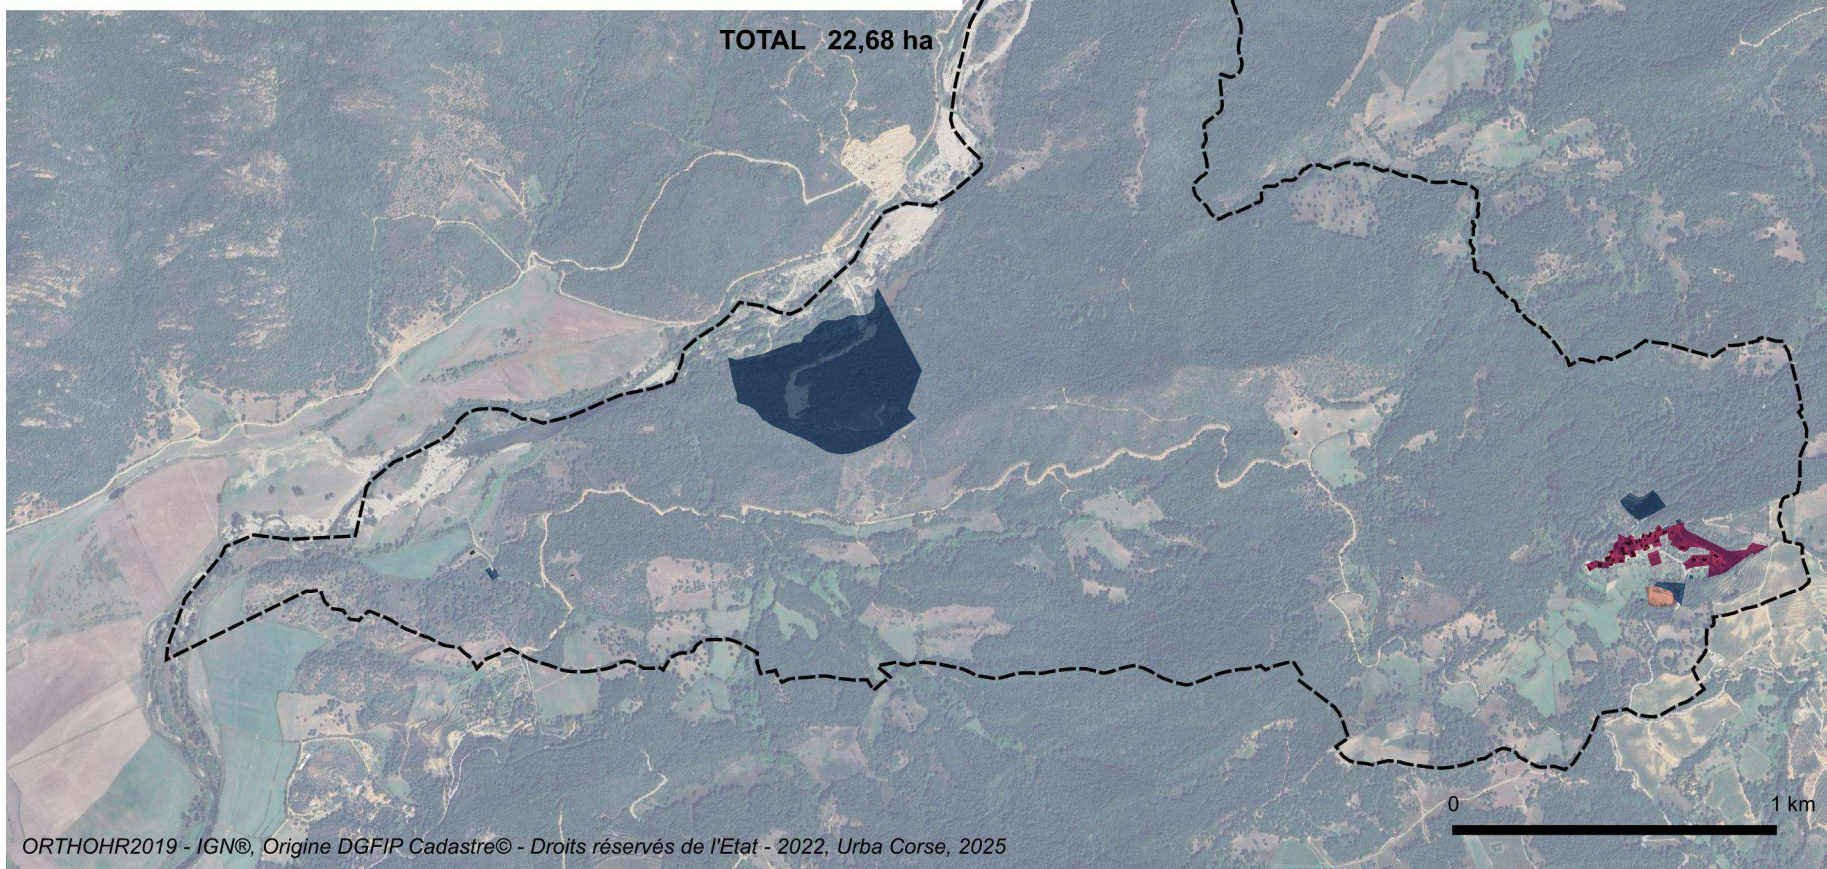 TOTAL 22,68 ha
0 1 km
ORTHOHR2019 - IGN®, Origine DGFIP Cadastre© - Droits réservés de l'Etat - 2022, Urba Corse, 2025